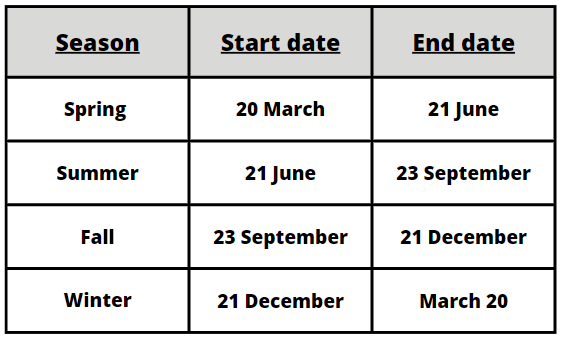 Season Start date End date
Spring 20 March 21 June
Summer 21 June 23 September
Fall 23 September 21 December
Winter 21 December March 20